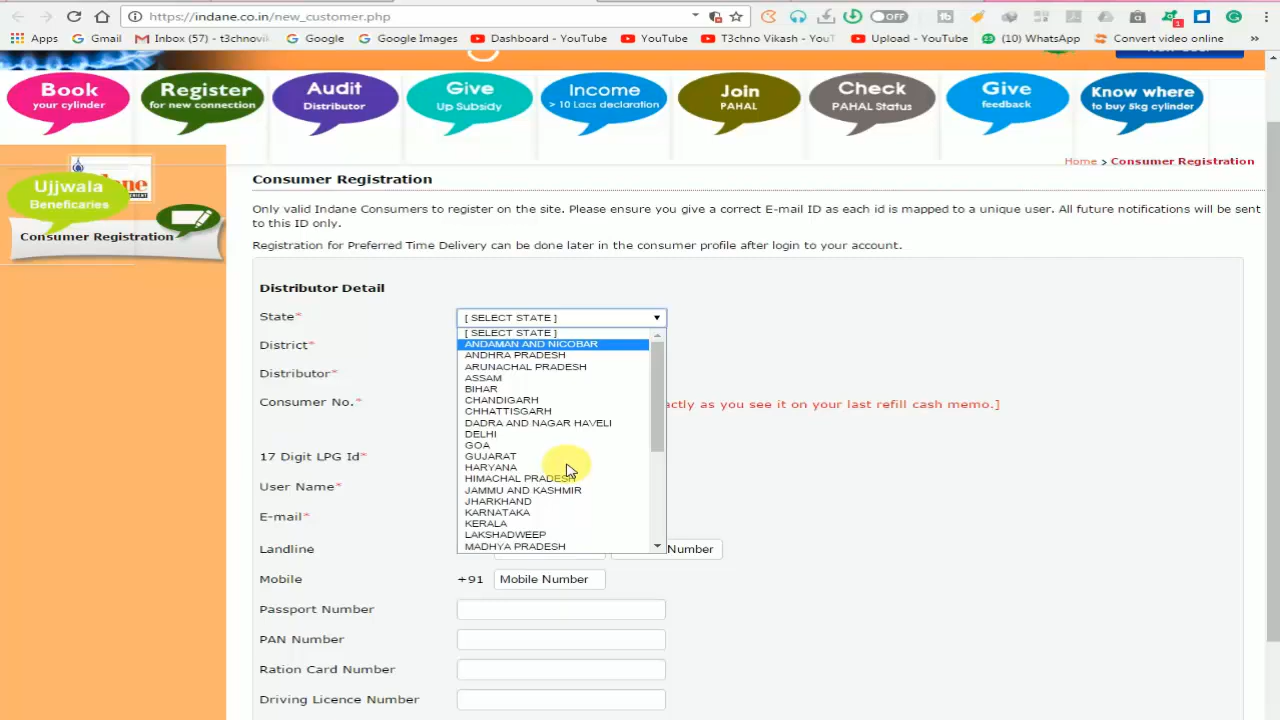 https://indane.co.in/new_customer.php
OFF
Apps
Gmail
Inbox (57) - t3chnovik
Google
Google Images
Dashboard - YouTube
YouTube
T3chno Vikash - YouT
Upload - YouTube
(10) WhatsApp
Convert video online
Book
your cylinder
Register
for new connection
Audit
Distributor
Give
Up Subsidy
Income
> 10 Lacs declaration
Join
PAHAL
Check
PAHAL Status
Give
feedback
Know where
to buy 5kg cylinder
Home > Consumer Registration
Ujjwala
Beneficaries
Consumer Registration
Consumer Registration
Only valid Indane Consumers to register on the site. Please ensure you give a correct E-mail ID as each id is mapped to a unique user. All future notifications will be sent
to this ID only.
Registration for Preferred Time Delivery can be done later in the consumer profile after login to your account.
Distributor Detail
State* [ SELECT STATE ]
[ SELECT STATE ]
District*
ANDAMAN AND NICOBAR
ANDHRA PRADESH
ARUNACHAL PRADESH
Distributor*
ASSAM
BIHAR
Consumer No.*
CHANDIGARH
actly as you see it on your last refill cash memo.]
CHHATTISGARH
DADRA AND NAGAR HAVELI
DELHI
GOA
17 Digit LPG Id*
GUJARAT
HARYANA
HIMACHAL PRADESH
User Name*
JAMMU AND KASHMIR
JHARKHAND
KARNATAKA
E-mail*
KERALA
LAKSHADWEEP
MADHYA PRADESH
Landline
Number
Mobile +91 Mobile Number
Passport Number
PAN Number
Ration Card Number
Driving Licence Number